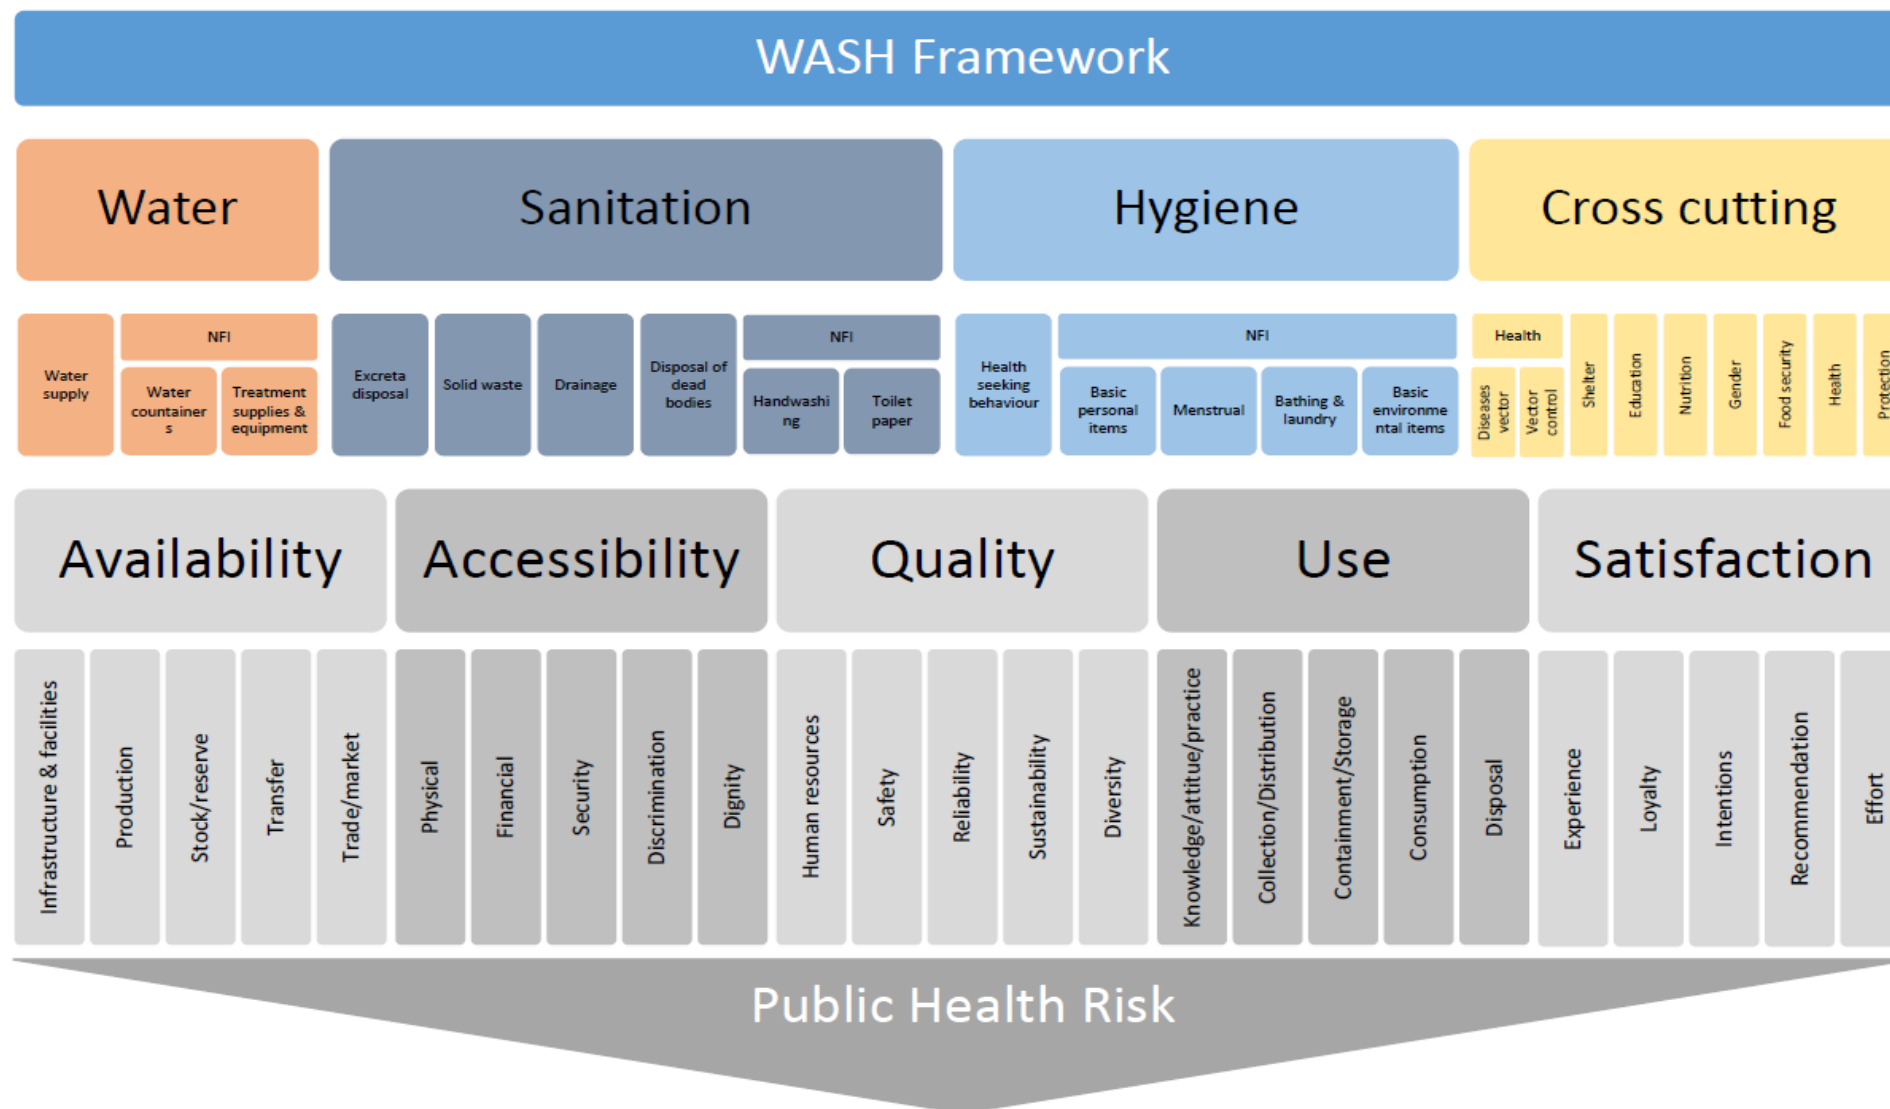 WASH Framework
Water
Sanitation
Hygiene
Cross cutting
Water
supply
NFI
Water
countainer
s
Treatment
supplies &
equipment
Excreta
disposal
Solid waste
Drainage
Disposal of
dead
bodies
NFI
Handwashi
ng
Toilet
paper
Health
seeking
behaviour
NFI
Basic
personal
items
Menstrual
Bathing &
laundry
Basic
environme
ntal items
Health
Diseases
vector
Vector
control
Shelter
Education
Nutrition
Gender
Food security
Health
Protection
Availability
Accessibility
Quality
Use
Satisfaction
Infrastructure & facilities
Production
Stock/reserve
Transfer
Trade/market
Physical
Financial
Security
Discrimination
Dignity
Human resources
Safety
Reliability
Sustainability
Diversity
Knowledge/attitue/practice
Collection/Distribution
Containment/Storage
Consumption
Disposal
Experience
Loyalty
Intentions
Recommendation
Effort
Public Health Risk